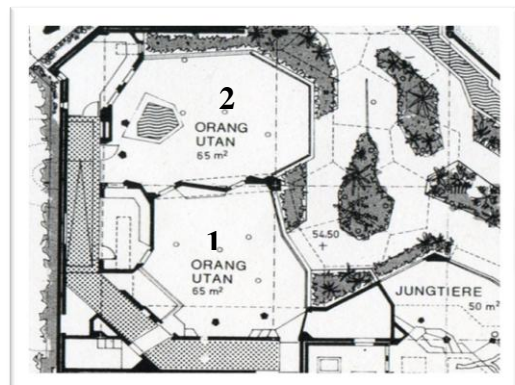 2
ORANG
UTAN
65 m²
1
ORANG
UTAN
65 m²
54.50
JUNGTIERE
50 m²